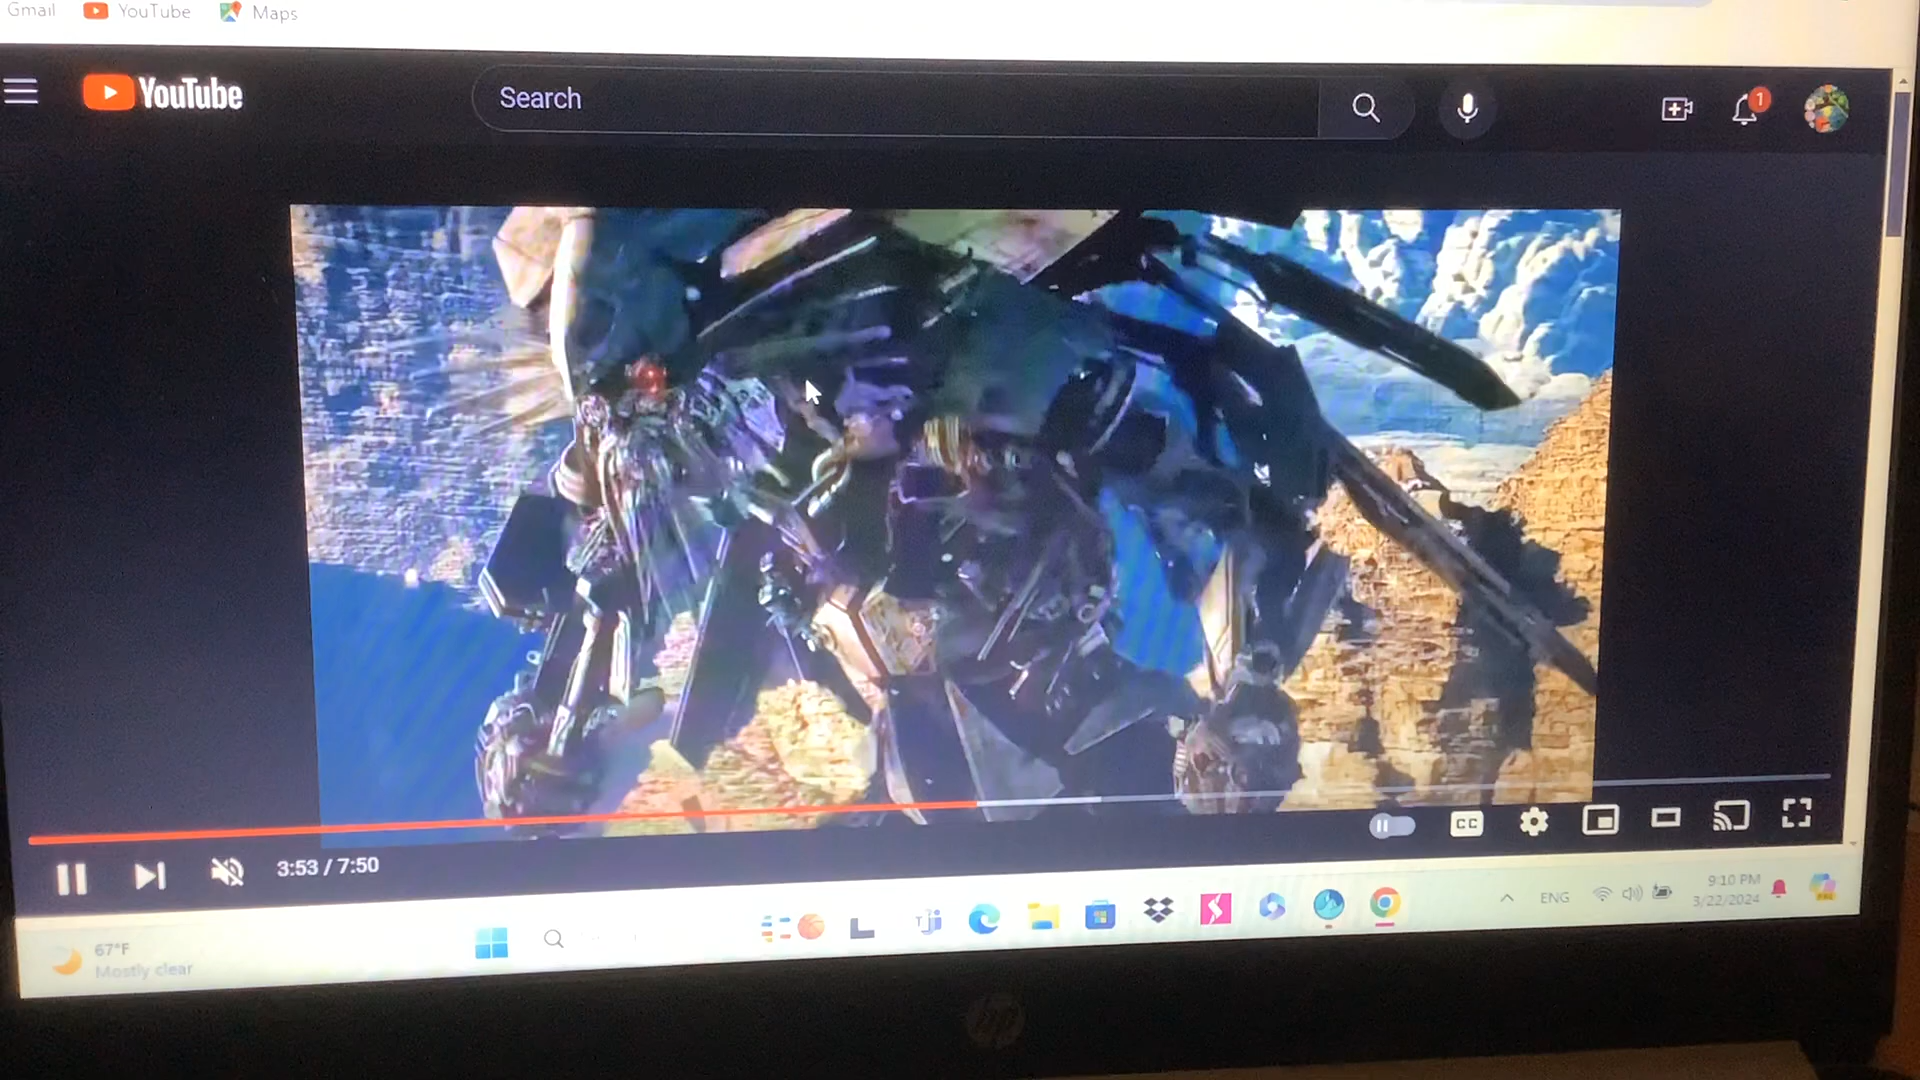 Gmail YouTube Maps
YouTube
Search
1
3:53 / 7:50
CC
67°F
Mostly clear
ENG
9:10 PM
3/22/2024
hp